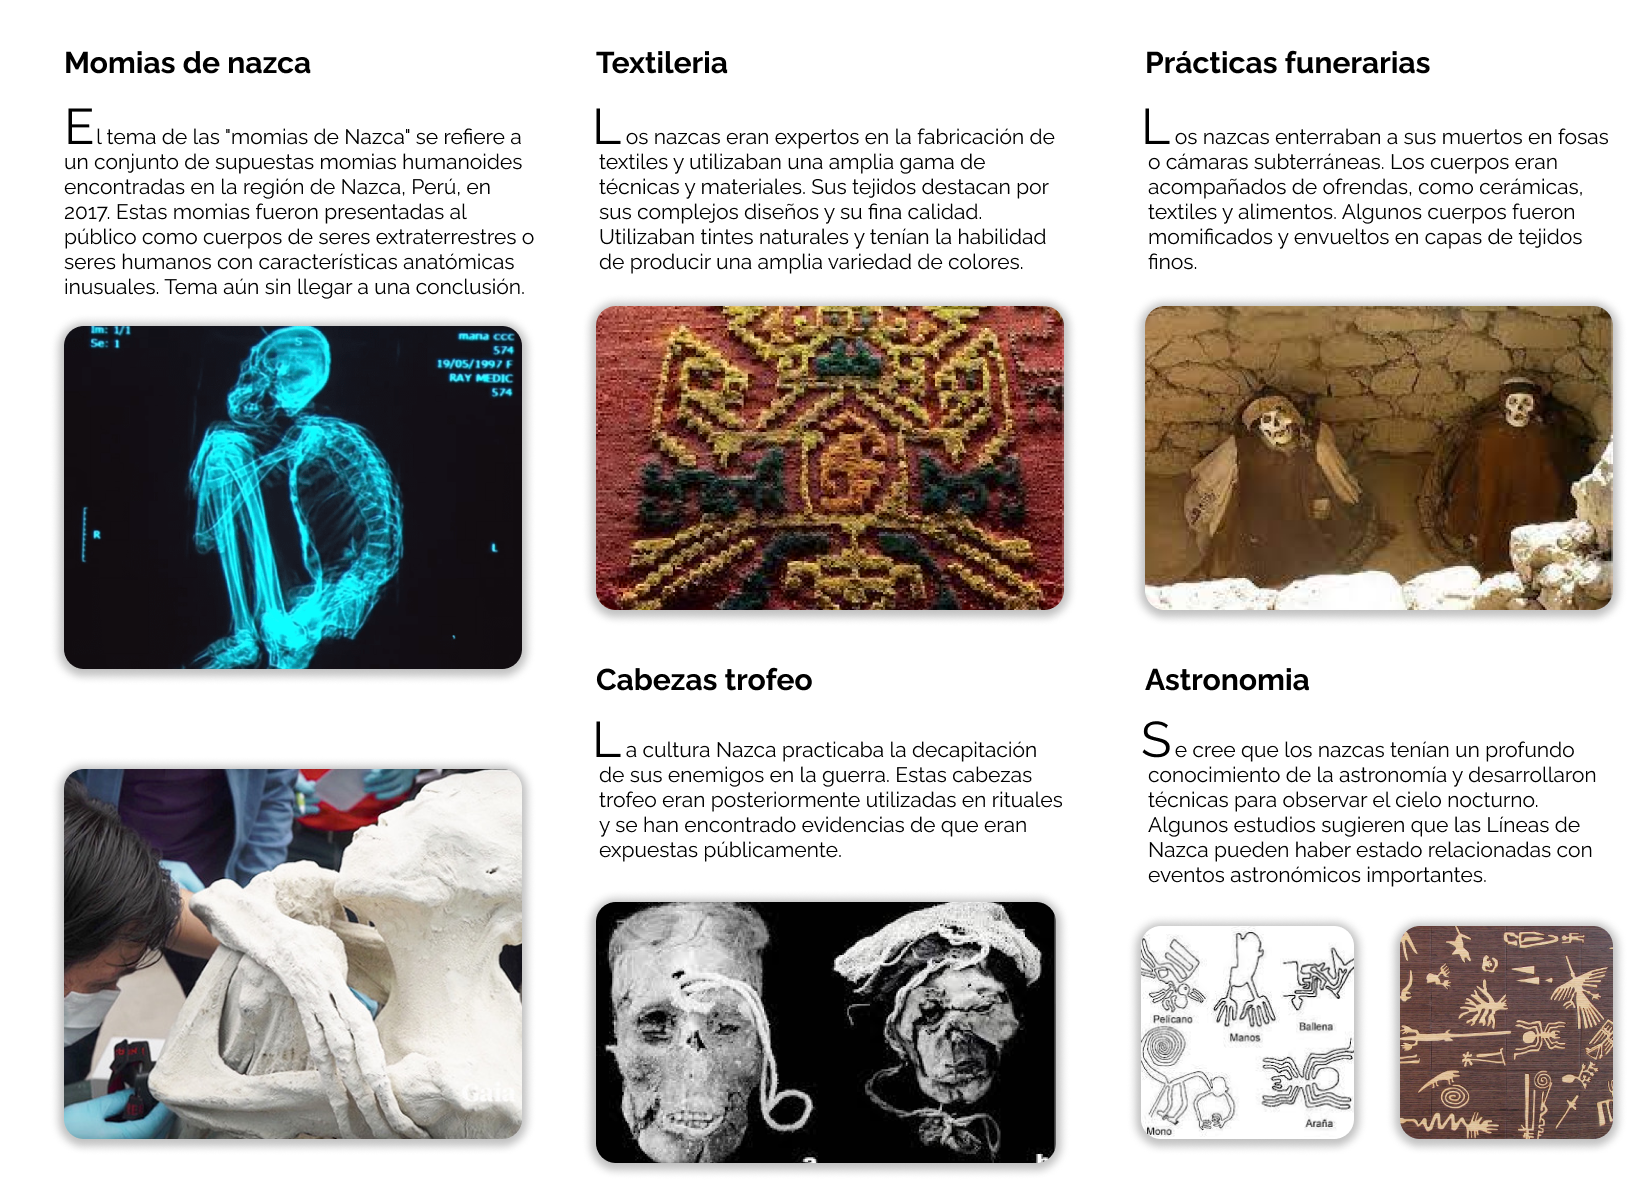 Momias de nazca
El tema de las "momias de Nazca" se refiere a
un conjunto de supuestas momias humanoides
encontradas en la región de Nazca, Perú, en
2017. Estas momias fueron presentadas al
público como cuerpos de seres extraterrestres o
seres humanos con características anatómicas
inusuales. Tema aún sin llegar a una conclusión.
Im: 1/1
Se: 1
S
maria ccc
574
19/05/1997 F
RAY MEDIC
574
R
L
Gaia
Textileria
Los nazcas eran expertos en la fabricación de
textiles y utilizaban una amplia gama de
técnicas y materiales. Sus tejidos destacan por
sus complejos diseños y su fina calidad.
Utilizaban tintes naturales y tenían la habilidad
de producir una amplia variedad de colores.
Cabezas trofeo
La cultura Nazca practicaba la decapitación
de sus enemigos en la guerra. Estas cabezas
trofeo eran posteriormente utilizadas en rituales
y se han encontrado evidencias de que eran
expuestas públicamente.
a
b
Prácticas funerarias
Los nazcas enterraban a sus muertos en fosas
o cámaras subterráneas. Los cuerpos eran
acompañados de ofrendas, como cerámicas,
textiles y alimentos. Algunos cuerpos fueron
momificados y envueltos en capas de tejidos
finos.
Astronomia
Se cree que los nazcas tenían un profundo
conocimiento de la astronomía y desarrollaron
técnicas para observar el cielo nocturno.
Algunos estudios sugieren que las Líneas de
Nazca pueden haber estado relacionadas con
eventos astronómicos importantes.
Pelícano
Manos
Ballena
Mono
Araña